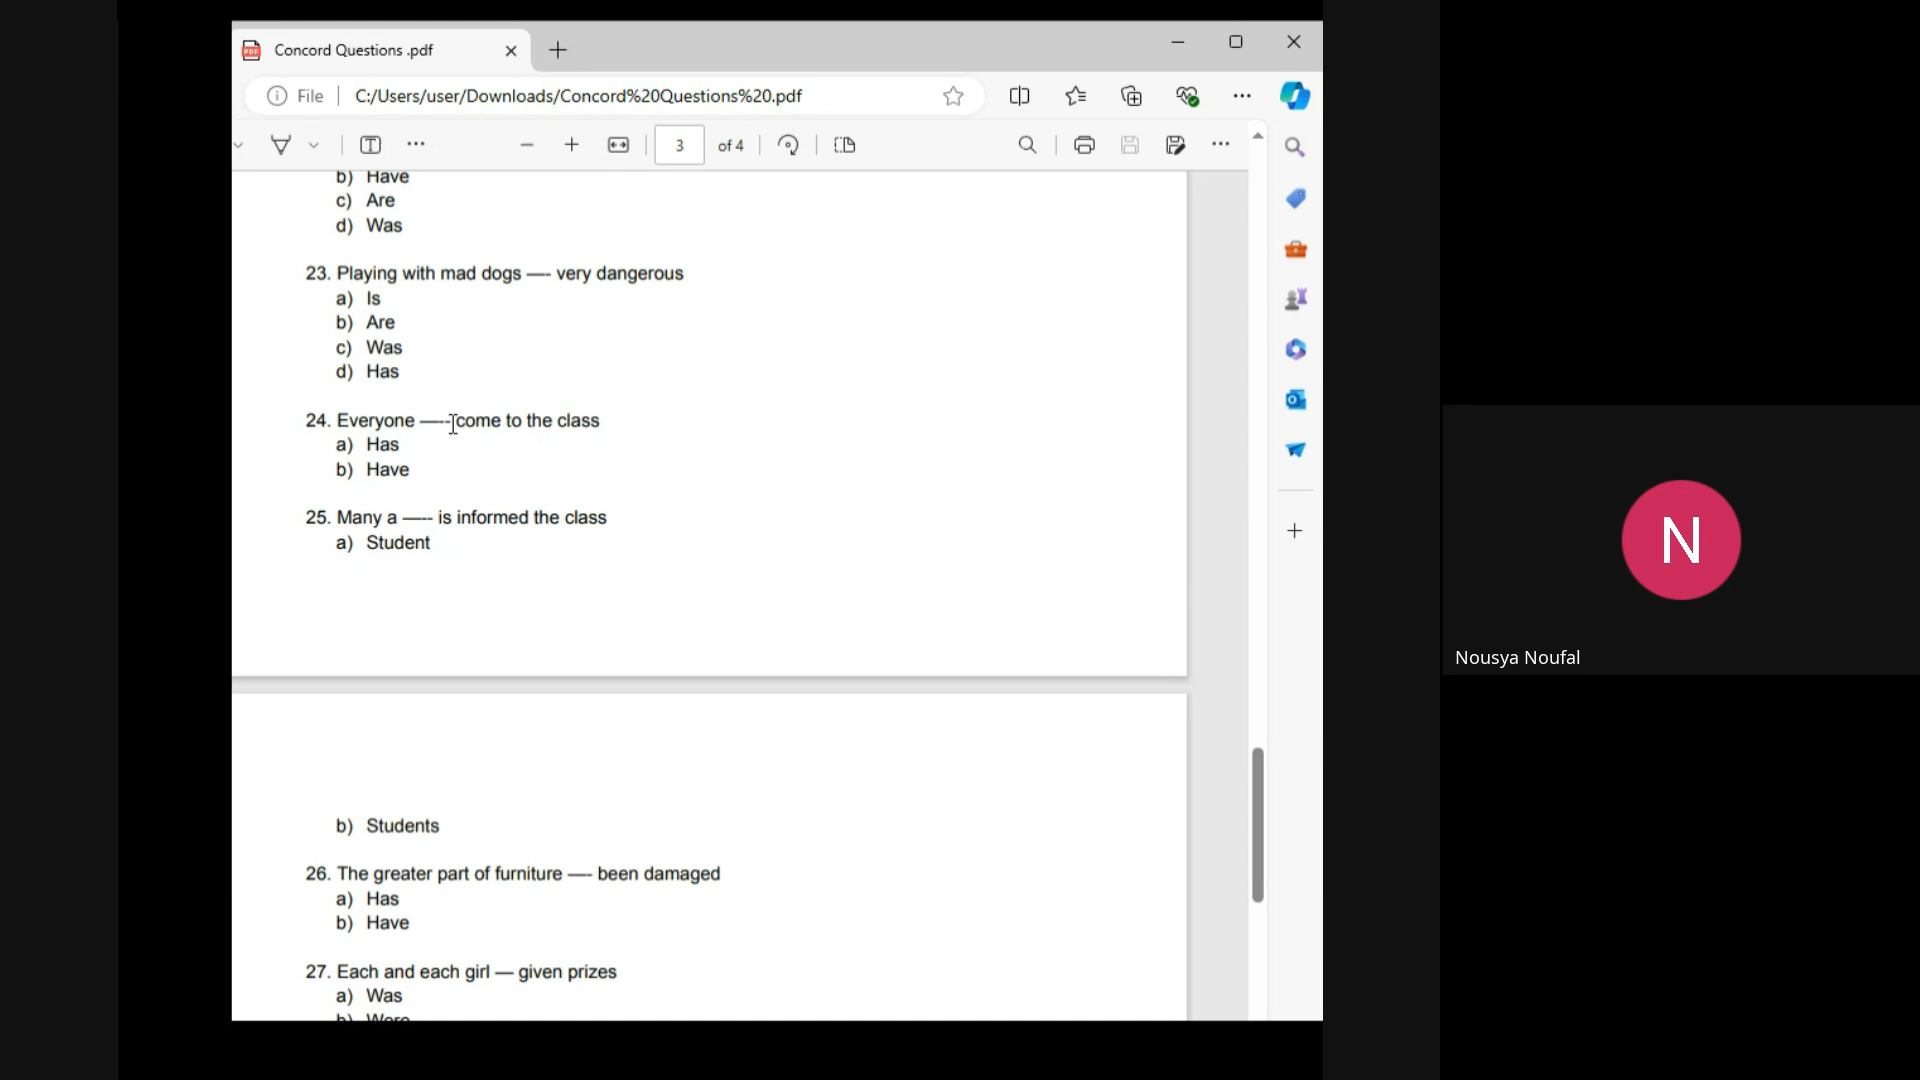 Concord Questions .pdf
File
C:/Users/user/Downloads/Concord%20Questions%20.pdf
3 of 4
b) Have
c) Are
d) Was
23. Playing with mad dogs —- very dangerous
a) Is
b) Are
c) Was
d) Has
24. Everyone —--come to the class
a) Has
b) Have
25. Many a —-- is informed the class
a) Student
b) Students
26. The greater part of furniture —- been damaged
a) Has
b) Have
27. Each and each girl — given prizes
a) Was
b) Were
N
Nousya Noufal